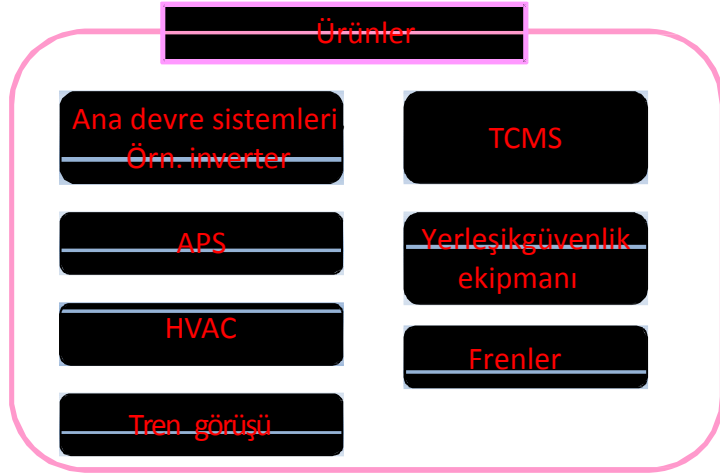 Ürünler
Ana devre sistemleri
Örn. inverter
APS
HVAC
Tren görüşü
TCMS
Yerleşikgüvenlik
ekipmanı
Frenler